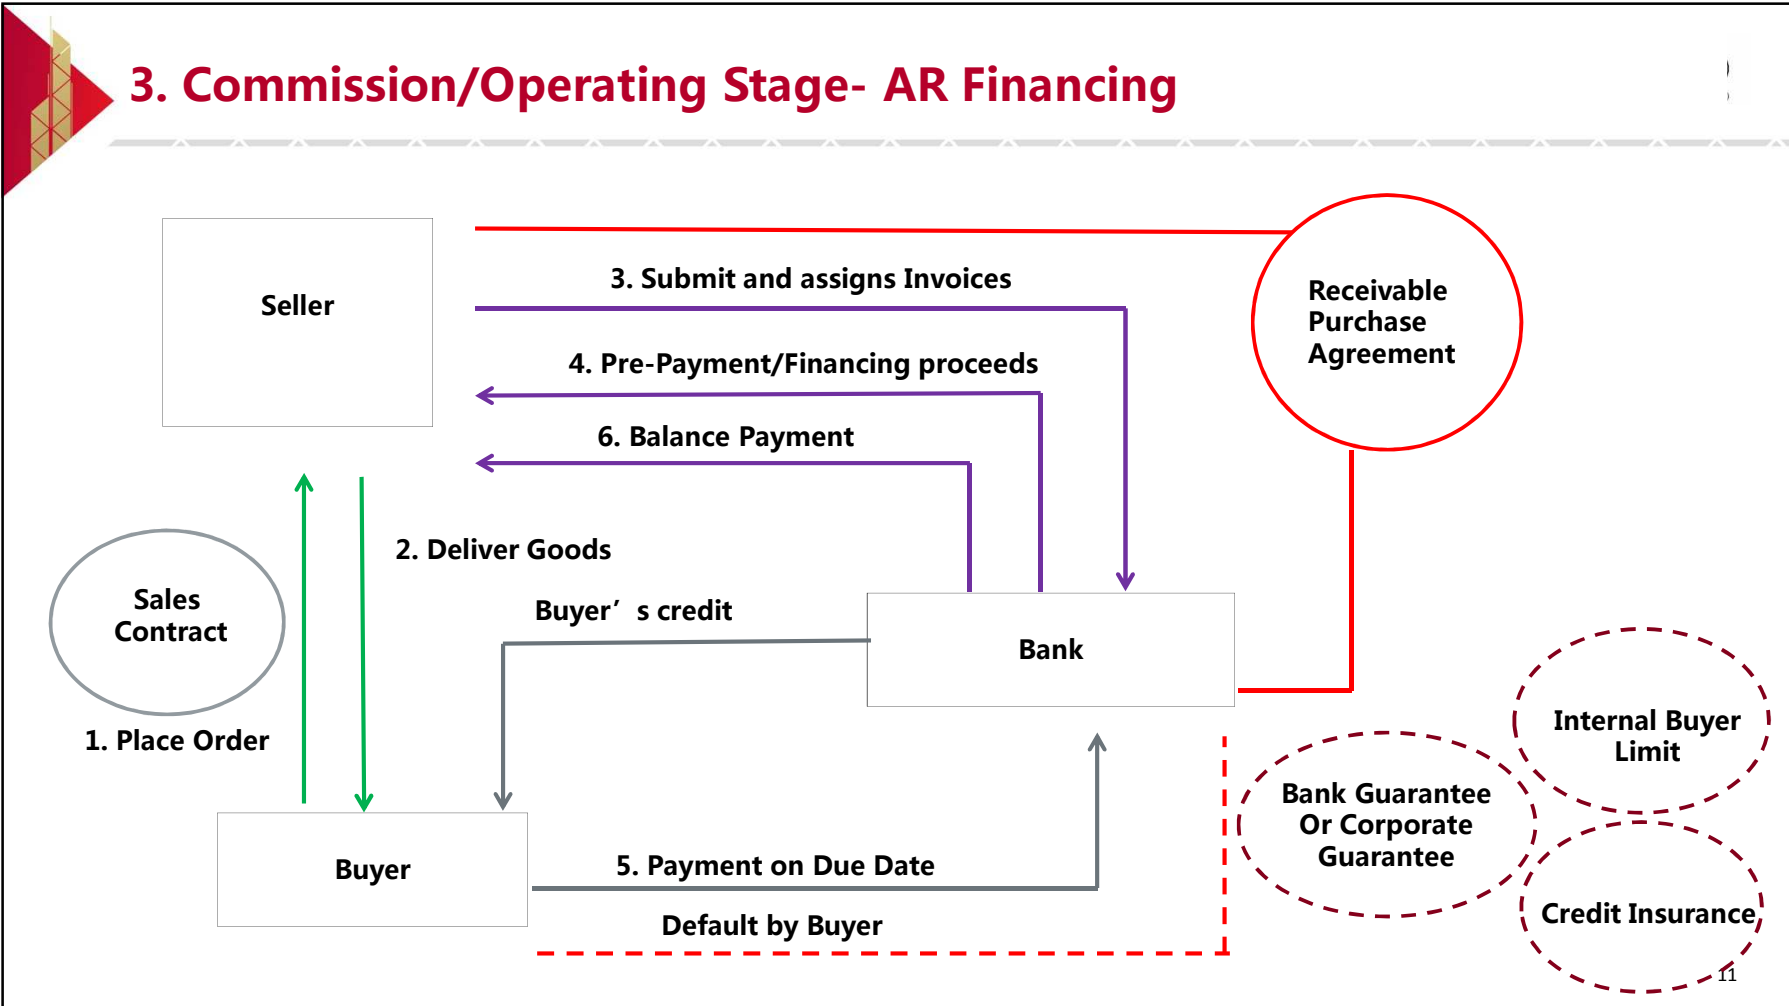 3. Commission/Operating Stage- AR Financing
Seller
3. Submit and assigns Invoices
Receivable
Purchase
Agreement
4. Pre-Payment/Financing proceeds
6. Balance Payment
2. Deliver Goods
Sales
Contract
Buyer’s credit
Bank
1. Place Order
Internal Buyer
Limit
Bank Guarantee
Or Corporate
Guarantee
Buyer
5. Payment on Due Date
Default by Buyer
Credit Insurance
11